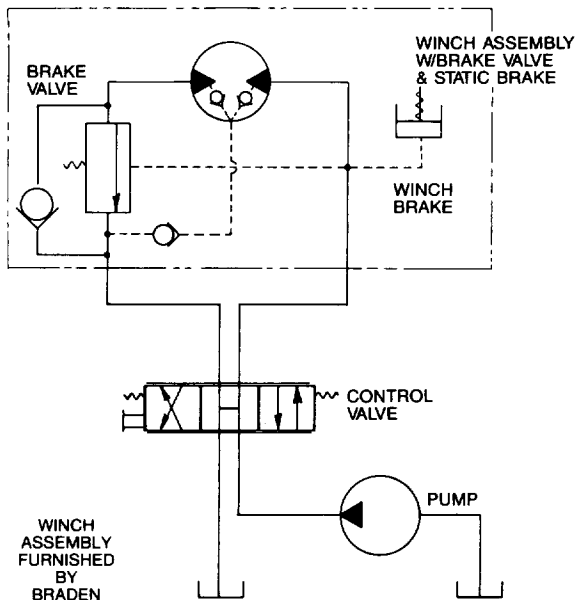 WINCH ASSEMBLY
W/BRAKE VALVE
& STATIC BRAKE
BRAKE
VALVE
WINCH
BRAKE
CONTROL
VALVE
PUMP
WINCH
ASSEMBLY
FURNISHED
BY
BRADEN